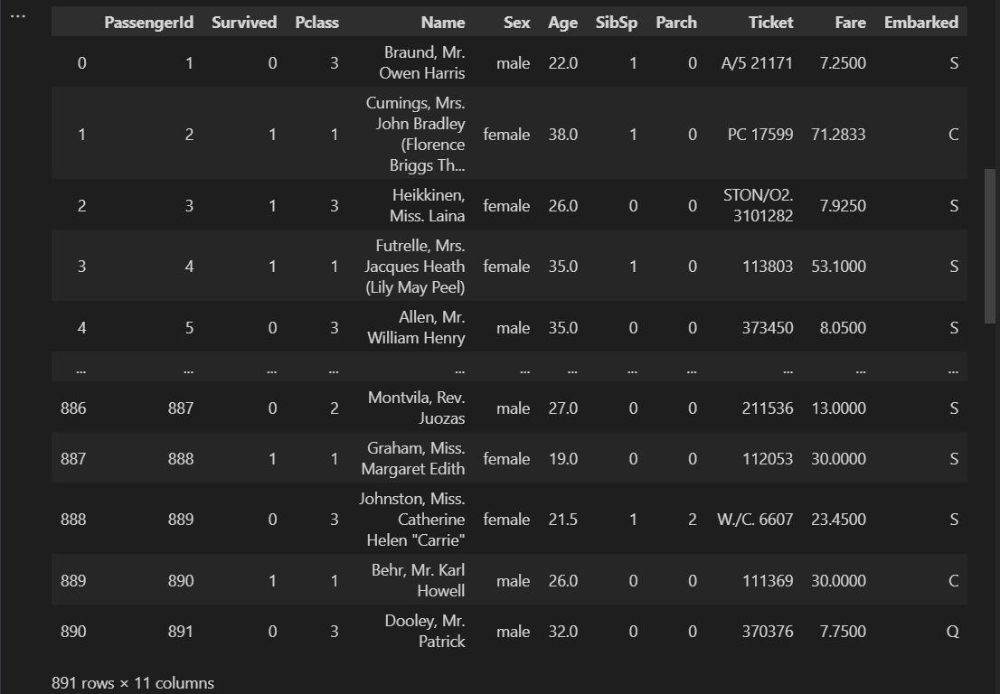 ...
PassengerId Survived Pclass Name Sex Age SibSp Parch Ticket Fare Embarked
0 1 0 3 Braund, Mr. Owen Harris male 22.0 1 0 A/5 21171 7.2500 S
1 2 1 1 Cumings, Mrs. John Bradley (Florence Briggs Th... female 38.0 1 0 PC 17599 71.2833 C
2 3 1 3 Heikkinen, Miss. Laina female 26.0 0 0 STON/O2. 3101282 7.9250 S
3 4 1 1 Futrelle, Mrs. Jacques Heath (Lily May Peel) female 35.0 1 0 113803 53.1000 S
4 5 0 3 Allen, Mr. William Henry male 35.0 0 0 373450 8.0500 S
... ... ... ... ... ... ... ... ... ... ... ...
886 887 0 2 Montvila, Rev. Juozas male 27.0 0 0 211536 13.0000 S
887 888 1 1 Graham, Miss. Margaret Edith female 19.0 0 0 112053 30.0000 S
888 889 0 3 Johnston, Miss. Catherine Helen "Carrie" female 21.5 1 2 W./C. 6607 23.4500 S
889 890 1 1 Behr, Mr. Karl Howell male 26.0 0 0 111369 30.0000 C
890 891 0 3 Dooley, Mr. Patrick male 32.0 0 0 370376 7.7500 Q
891 rows × 11 columns